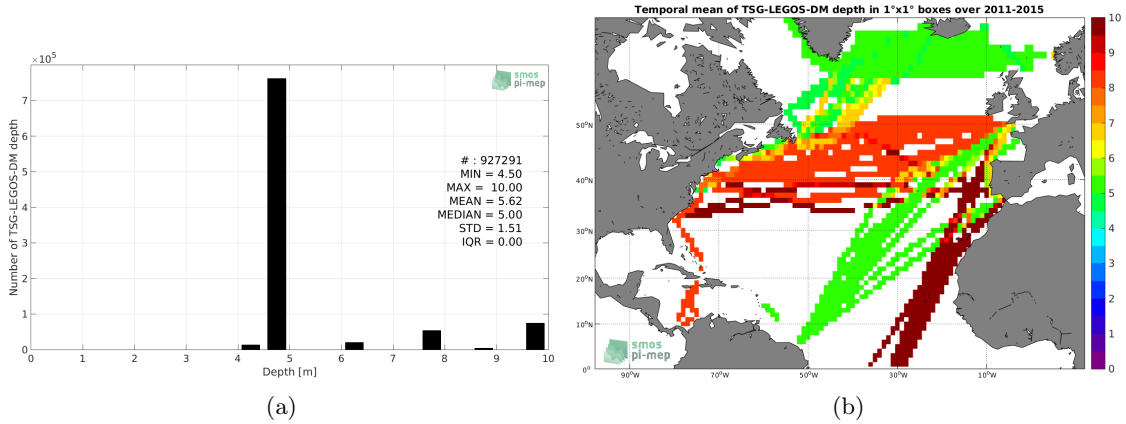 ×10⁵
8
7
6
5
4
3
2
1
0
Number of TSG-LEGOS-DM depth
smos
pi-mep
# : 927291
MIN = 4.50
MAX = 10.00
MEAN = 5.62
MEDIAN = 5.00
STD = 1.51
IQR = 0.00
0 1 2 3 4 5 6 7 8 9 10
Depth [m]
(a)
Temporal mean of TSG-LEGOS-DM depth in 1°x1° boxes over 2011-2015
50°N
40°N
30°N
20°N
10°N
0°
90°W 70°W 50°W 30°W 10°W
smos
pi-mep
10
9
8
7
6
5
4
3
2
1
0
(b)